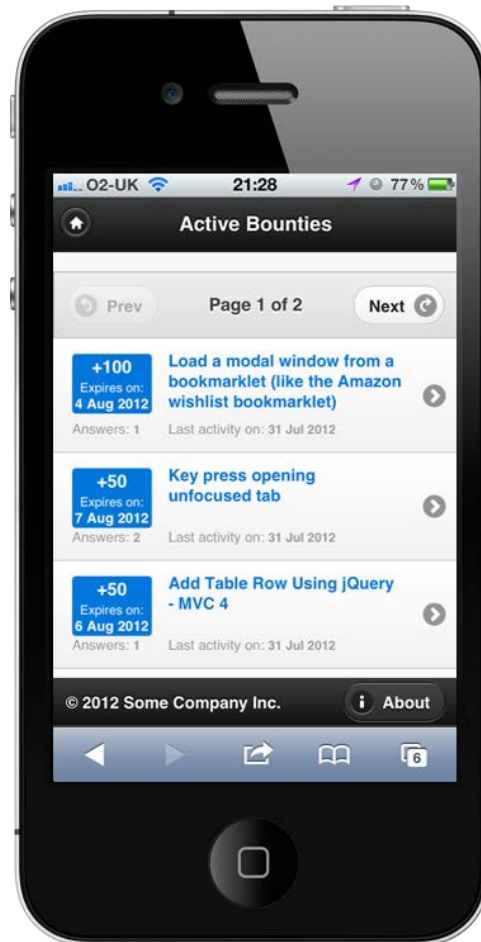 O2-UK 21:28 77%
Active Bounties
Prev Page 1 of 2 Next
+100
Expires on:
4 Aug 2012
Answers: 1
Load a modal window from a
bookmarklet (like the Amazon
wishlist bookmarklet)
Last activity on: 31 Jul 2012
+50
Expires on:
7 Aug 2012
Answers: 2
Key press opening
unfocused tab
Last activity on: 31 Jul 2012
+50
Expires on:
6 Aug 2012
Answers: 1
Add Table Row Using jQuery
- MVC 4
Last activity on: 31 Jul 2012
© 2012 Some Company Inc. i About
6